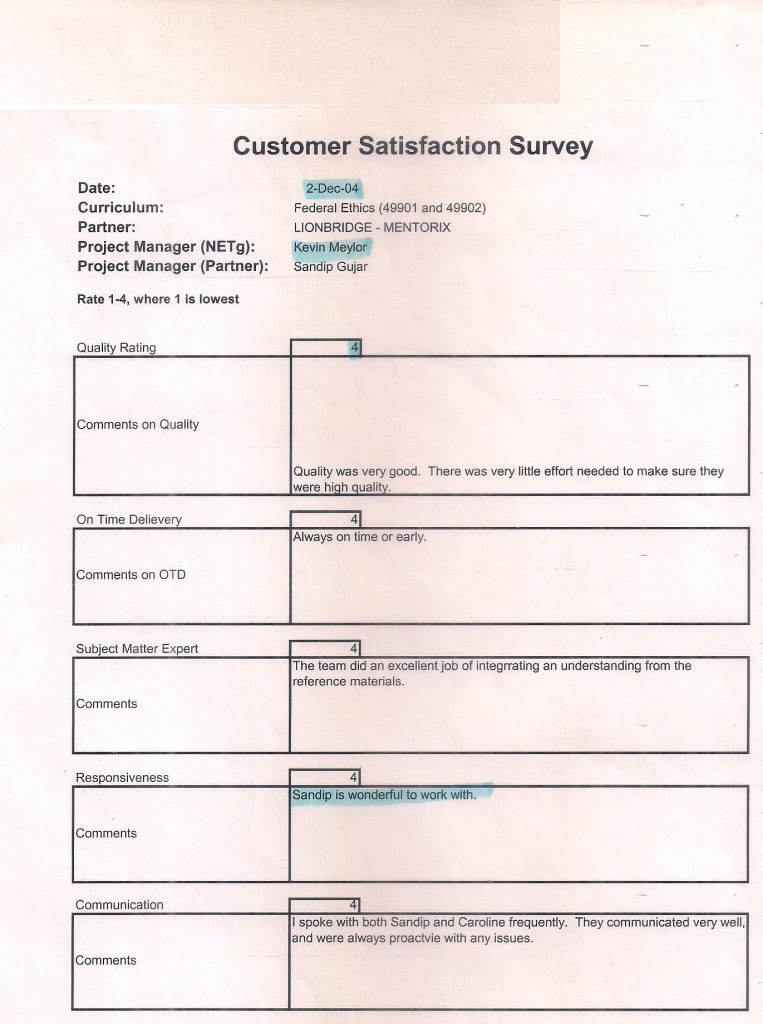 Customer Satisfaction Survey
Date: 2-Dec-04
Curriculum: Federal Ethics (49901 and 49902)
Partner: LIONBRIDGE - MENTORIX
Project Manager (NETg): Kevin Meylor
Project Manager (Partner): Sandip Gujar
Rate 1-4, where 1 is lowest
Quality Rating 4
Comments on Quality
Quality was very good. There was very little effort needed to make sure they
were high quality.
On Time Delievery 4
Always on time or early.
Comments on OTD
Subject Matter Expert 4
The team did an excellent job of integrrating an understanding from the
reference materials.
Comments
Responsiveness 4
Sandip is wonderful to work with.
Comments
Communication 4
I spoke with both Sandip and Caroline frequently. They communicated very well,
and were always proactvie with any issues.
Comments